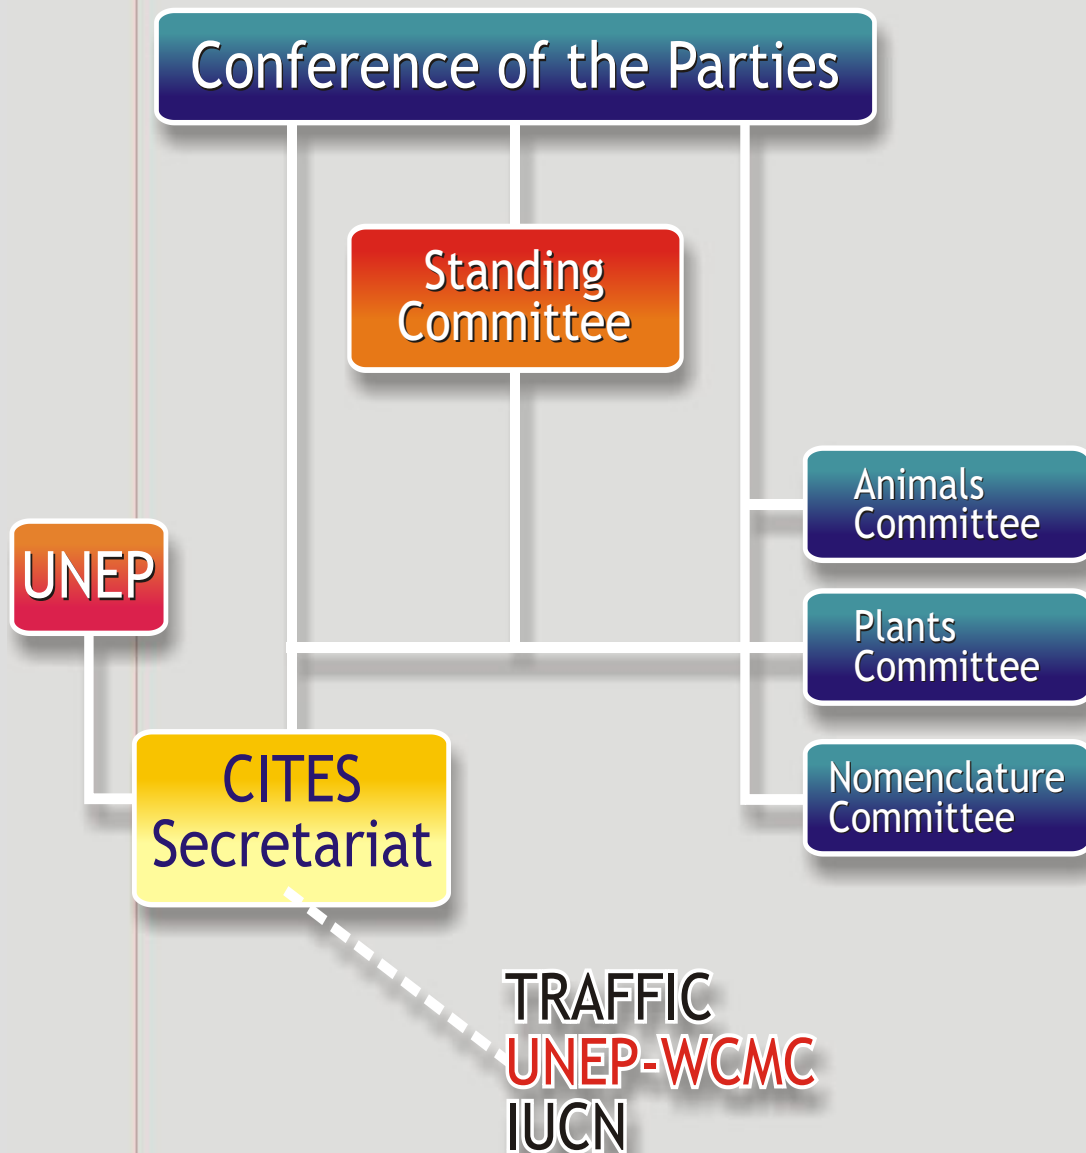 Conference of the Parties
Standing
Committee
Animals
Committee
UNEP
Plants
Committee
CITES
Secretariat
Nomenclature
Committee
TRAFFIC
UNEP-WCMC
IUCN